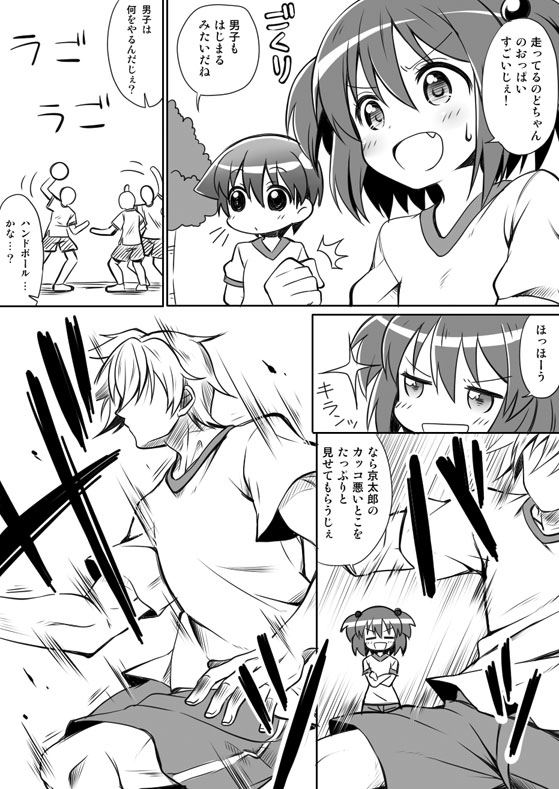 走ってるのどちゃん
のおっぱい
すごいじぇ!
ごくり
男子も
はじまる
みたいだね
男子は
何をやるんだじぇ?
ラゴ
ラゴ
ハンドボール…
かな…?
ほっほーう
キランッ
なら京太郎の
カッコ悪いとこを
たっぷりと
見せてもらうじぇ